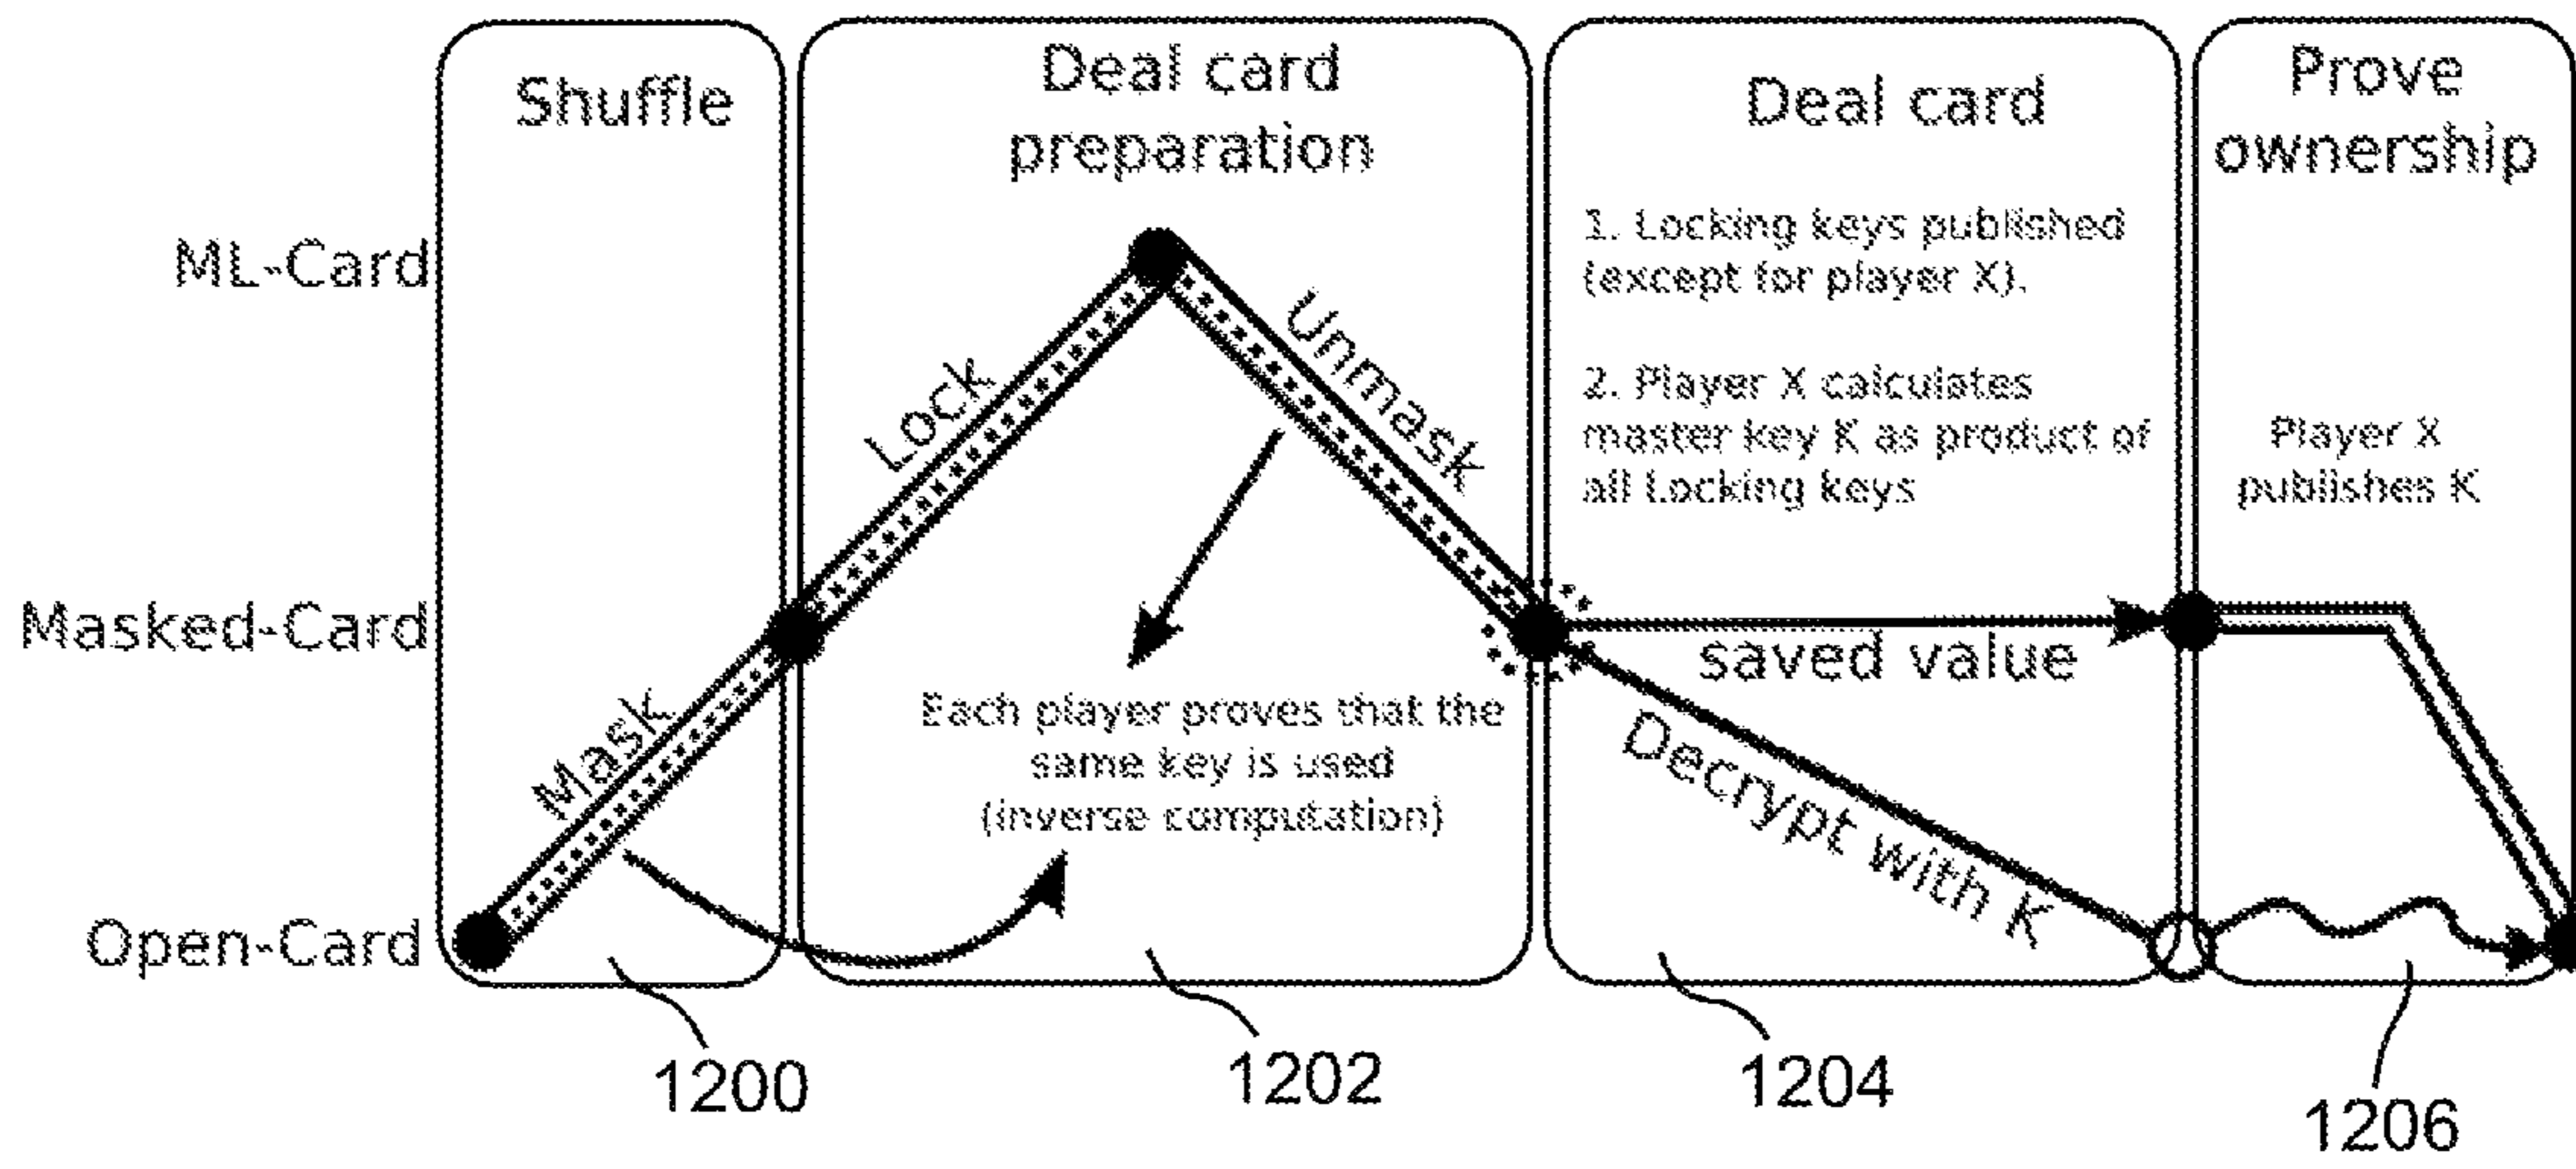 Shuffle
Deal card
preparation
Deal card
Prove
ownership
ML-Card
Masked-Card
Open-Card
Mask
Lock
Unmask
Each player proves that the
same key is used
(inverse computation)
1. Locking keys published
(except for player X).
2. Player X calculates
master key K as product of
all Locking keys
saved value
Decrypt with K
Player X
publishes K
1200
1202
1204
1206